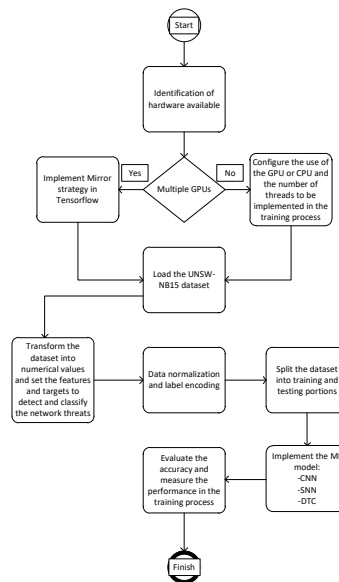 Start
Identification of
hardware available
Multiple GPUs
Yes
No
Implement Mirror
strategy in
Tensorflow
Configure the use of
the GPU or CPU and
the number of
threads to be
implemented in the
training process
Load the UNSW-
NB15 dataset
Transform the
dataset into
numerical values
and set the features
and targets to
detect and classify
the network threats
Data normalization
and label encoding
Split the dataset
into training and
testing portions
Implement the ML
model:
-CNN
-SNN
-DTC
Evaluate the
accuracy and
measure the
performance in the
training process
Finish